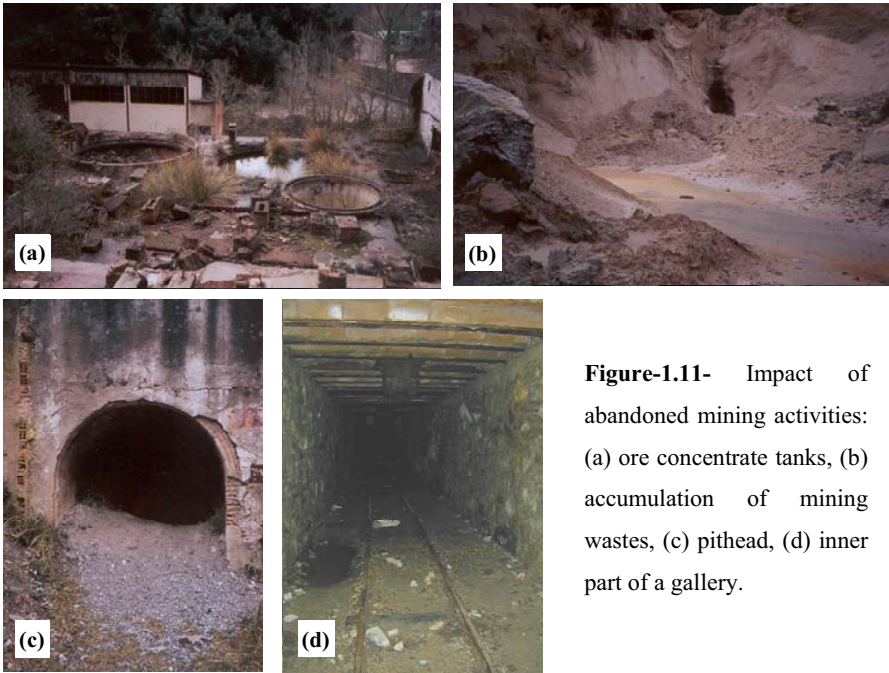 (a)
(b)
(c)
(d)
Figure-1.11- Impact of
abandoned mining activities:
(a) ore concentrate tanks, (b)
accumulation of mining
wastes, (c) pithead, (d) inner
part of a gallery.